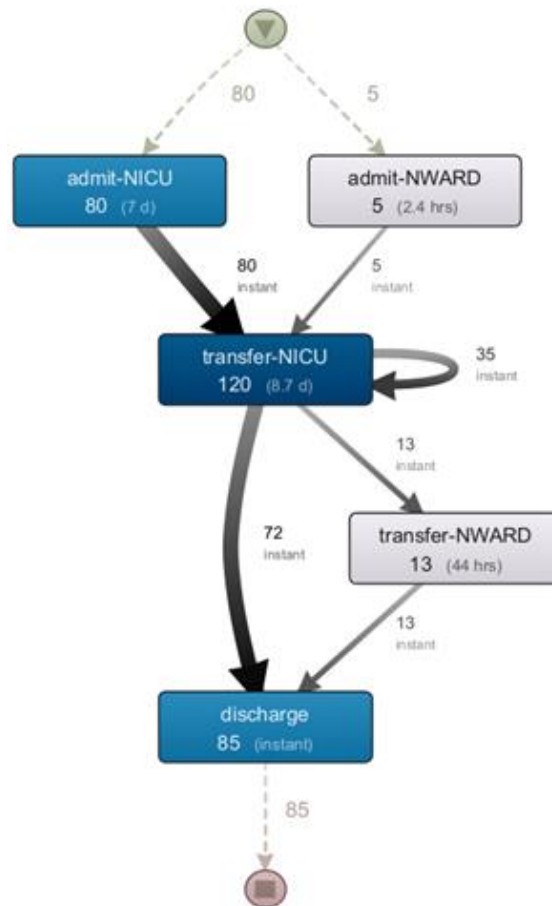 80
5
admit-NICU
80 (7 d)
admit-NWARD
5 (2.4 hrs)
80
instant
5
instant
transfer-NICU
120 (8.7 d)
35
instant
13
instant
72
instant
transfer-NWARD
13 (44 hrs)
13
instant
discharge
85 (instant)
85